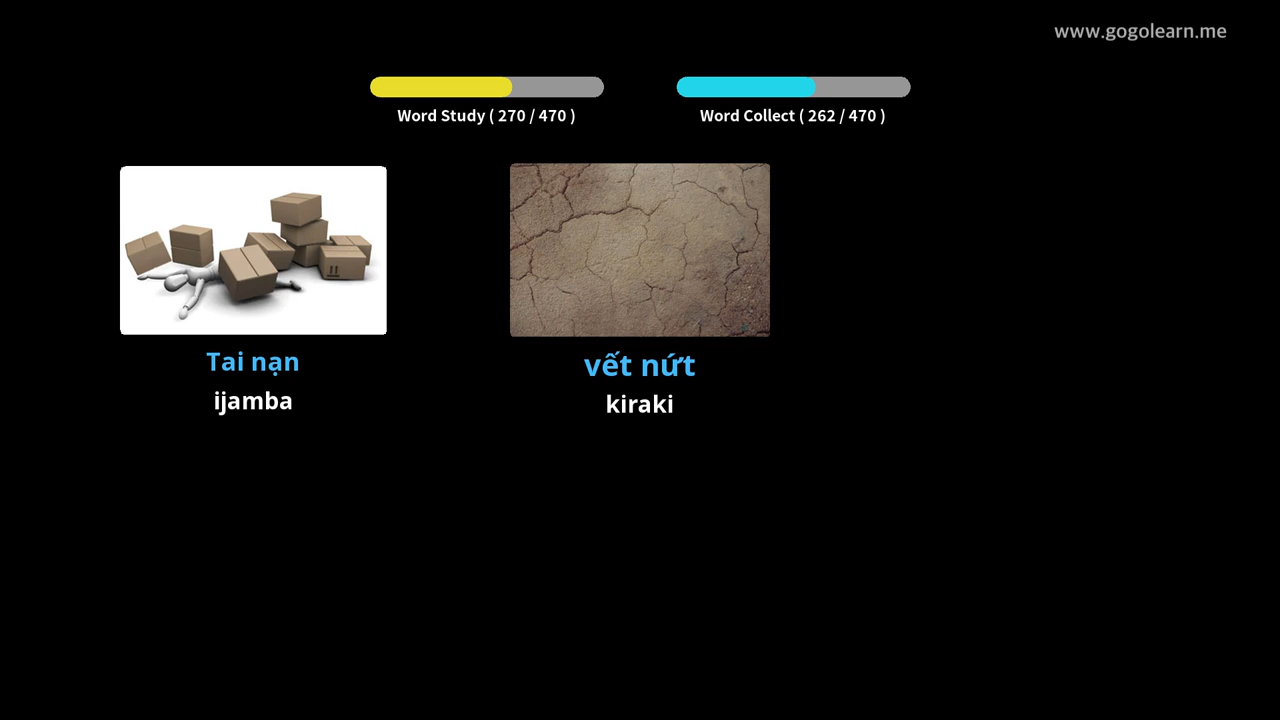 www.gogolearn.me
Word Study ( 270 / 470 )
Word Collect ( 262 / 470 )
Tai nạn
ijamba
vết nứt
kiraki